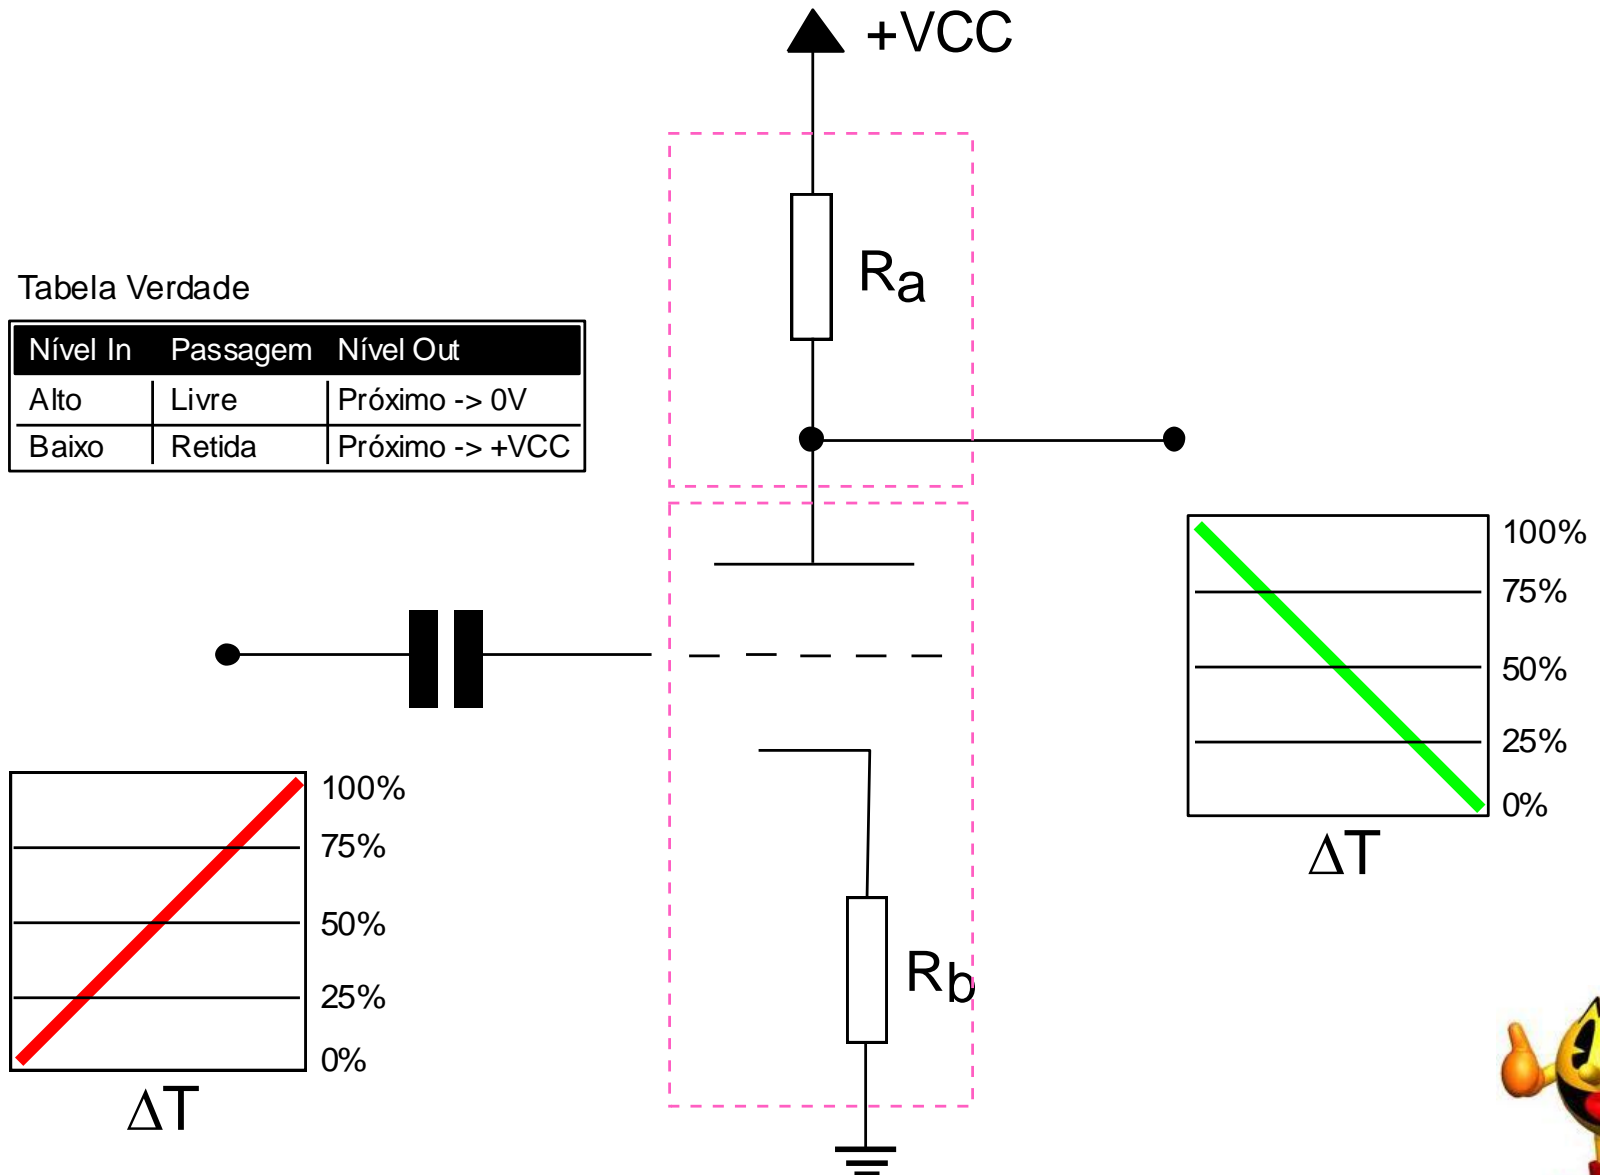 +VCC
Ra
Tabela Verdade
Nível In Passagem Nível Out
Alto Livre Próximo -> 0V
Baixo Retida Próximo -> +VCC
100%
75%
50%
25%
0%
ΔT
100%
75%
50%
25%
0%
ΔT
Rb